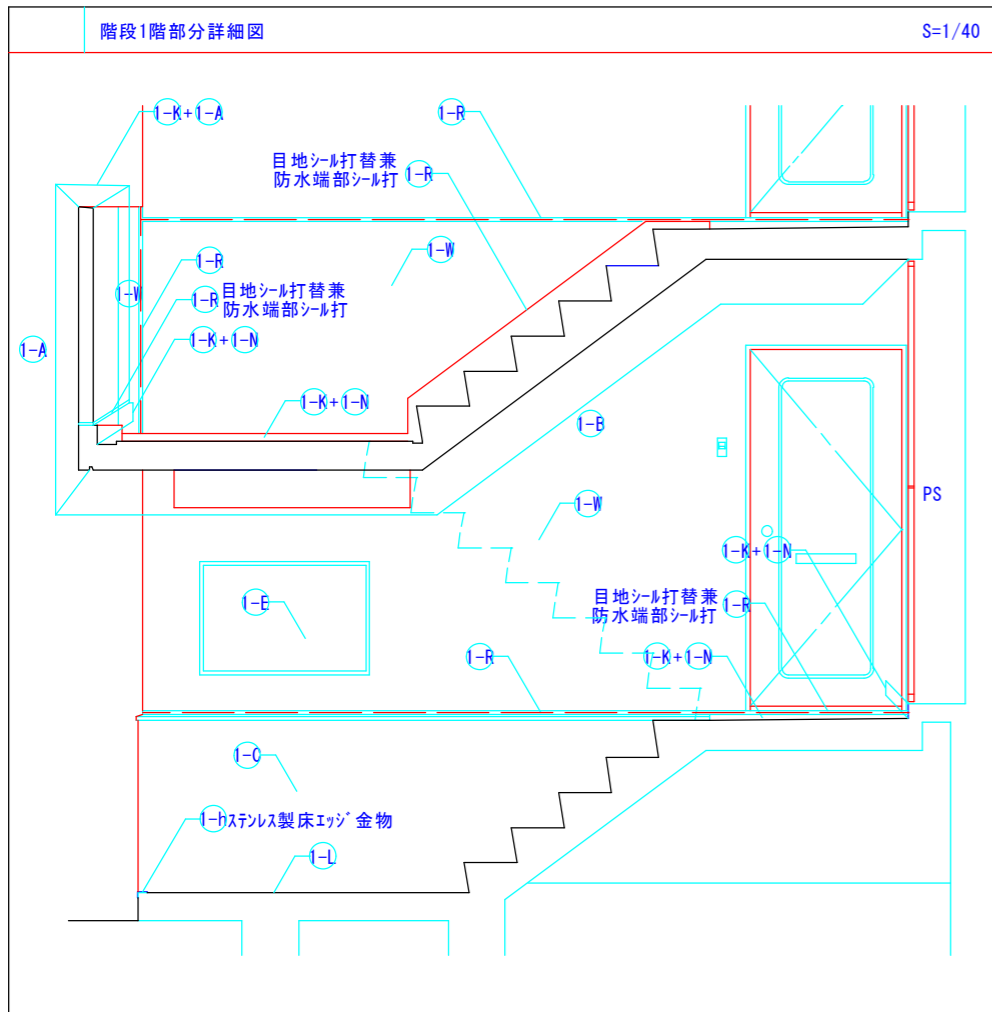 階段1階部分詳細図
S=1/40
1-K+1-A
1-R
目地シール打替兼
防水端部シール打
1-R
1-W
1-R
1-W
1-R
目地シール打替兼
防水端部シール打
1-K+1-N
1-A
1-K+1-N
1-B
1-W
PS
1-K+1-N
目地シール打替兼
防水端部シール打
1-R
1-E
1-R
1-K+1-N
1-C
1-hステンレス製床エッジ金物
1-L